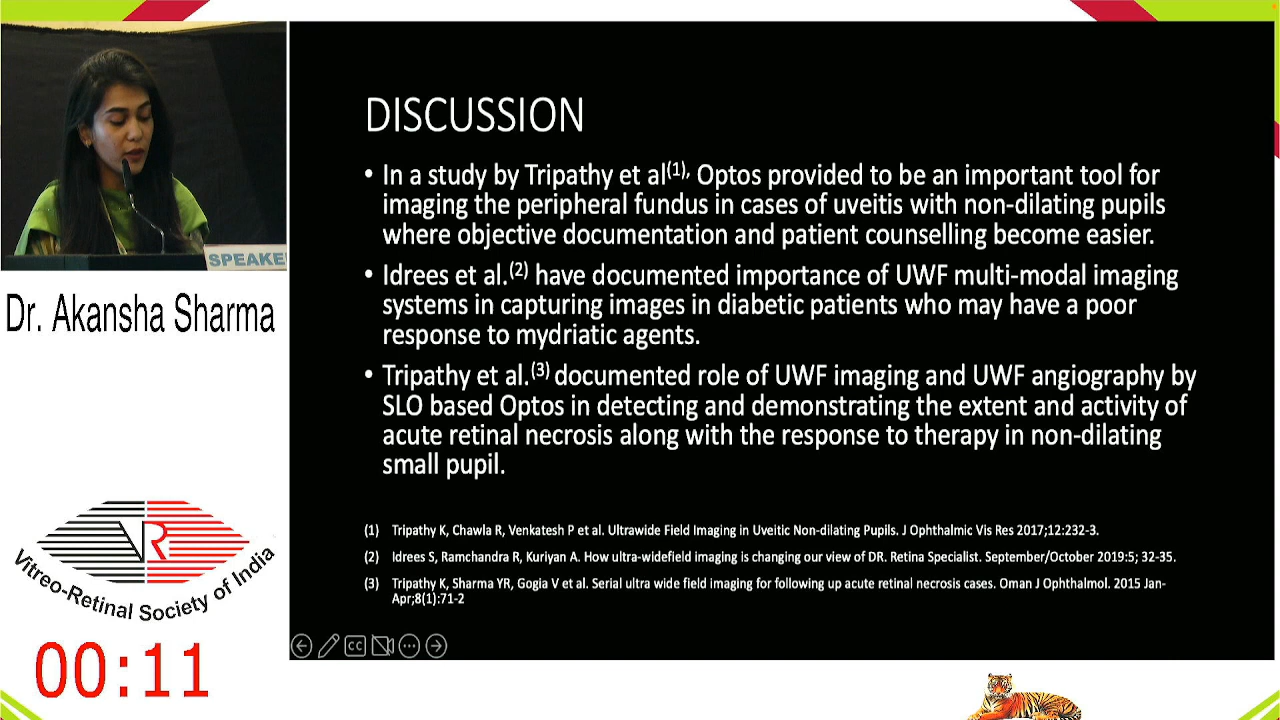 SPEAKE
Dr. Akansha Sharma
VR
Vitreo-Retinal Society of India
00:11
DISCUSSION
• In a study by Tripathy et al(1), Optos provided to be an important tool for
imaging the peripheral fundus in cases of uveitis with non-dilating pupils
where objective documentation and patient counselling become easier.
• Idrees et al.(2) have documented importance of UWF multi-modal imaging
systems in capturing images in diabetic patients who may have a poor
response to mydriatic agents.
• Tripathy et al.(3) documented role of UWF imaging and UWF angiography by
SLO based Optos in detecting and demonstrating the extent and activity of
acute retinal necrosis along with the response to therapy in non-dilating
small pupil.
(1) Tripathy K, Chawla R, Venkatesh P et al. Ultrawide Field Imaging in Uveitic Non-dilating Pupils. J Ophthalmic Vis Res 2017;12:232-3.
(2) Idrees S, Ramchandra R, Kuriyan A. How ultra-widefield imaging is changing our view of DR. Retina Specialist. September/October 2019:5; 32-35.
(3) Tripathy K, Sharma YR, Gogia V et al. Serial ultra wide field imaging for following up acute retinal necrosis cases. Oman J Ophthalmol. 2015 Jan-
Apr;8(1):71-2
CC